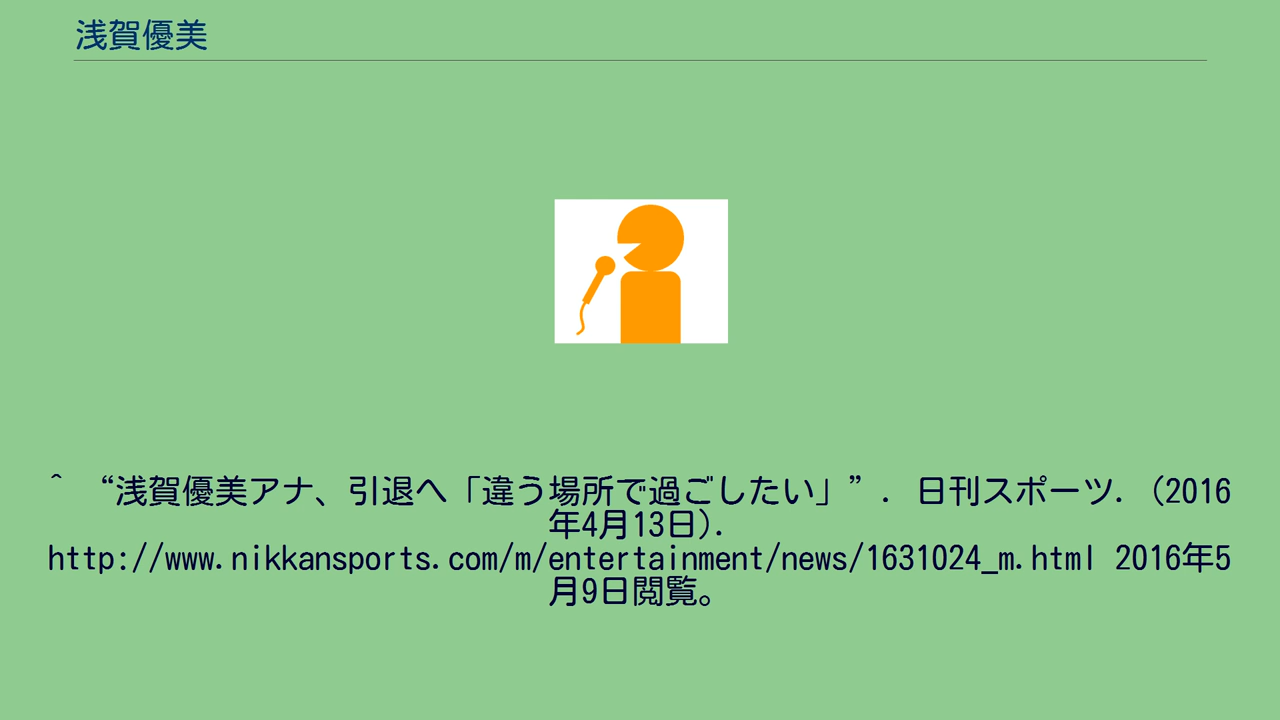 浅賀優美
^ “浅賀優美アナ、引退へ「違う場所で過ごしたい」”. 日刊スポーツ. (2016
年4月13日).
http://www.nikkansports.com/m/entertainment/news/1631024_m.html 2016年5
月9日閲覧。